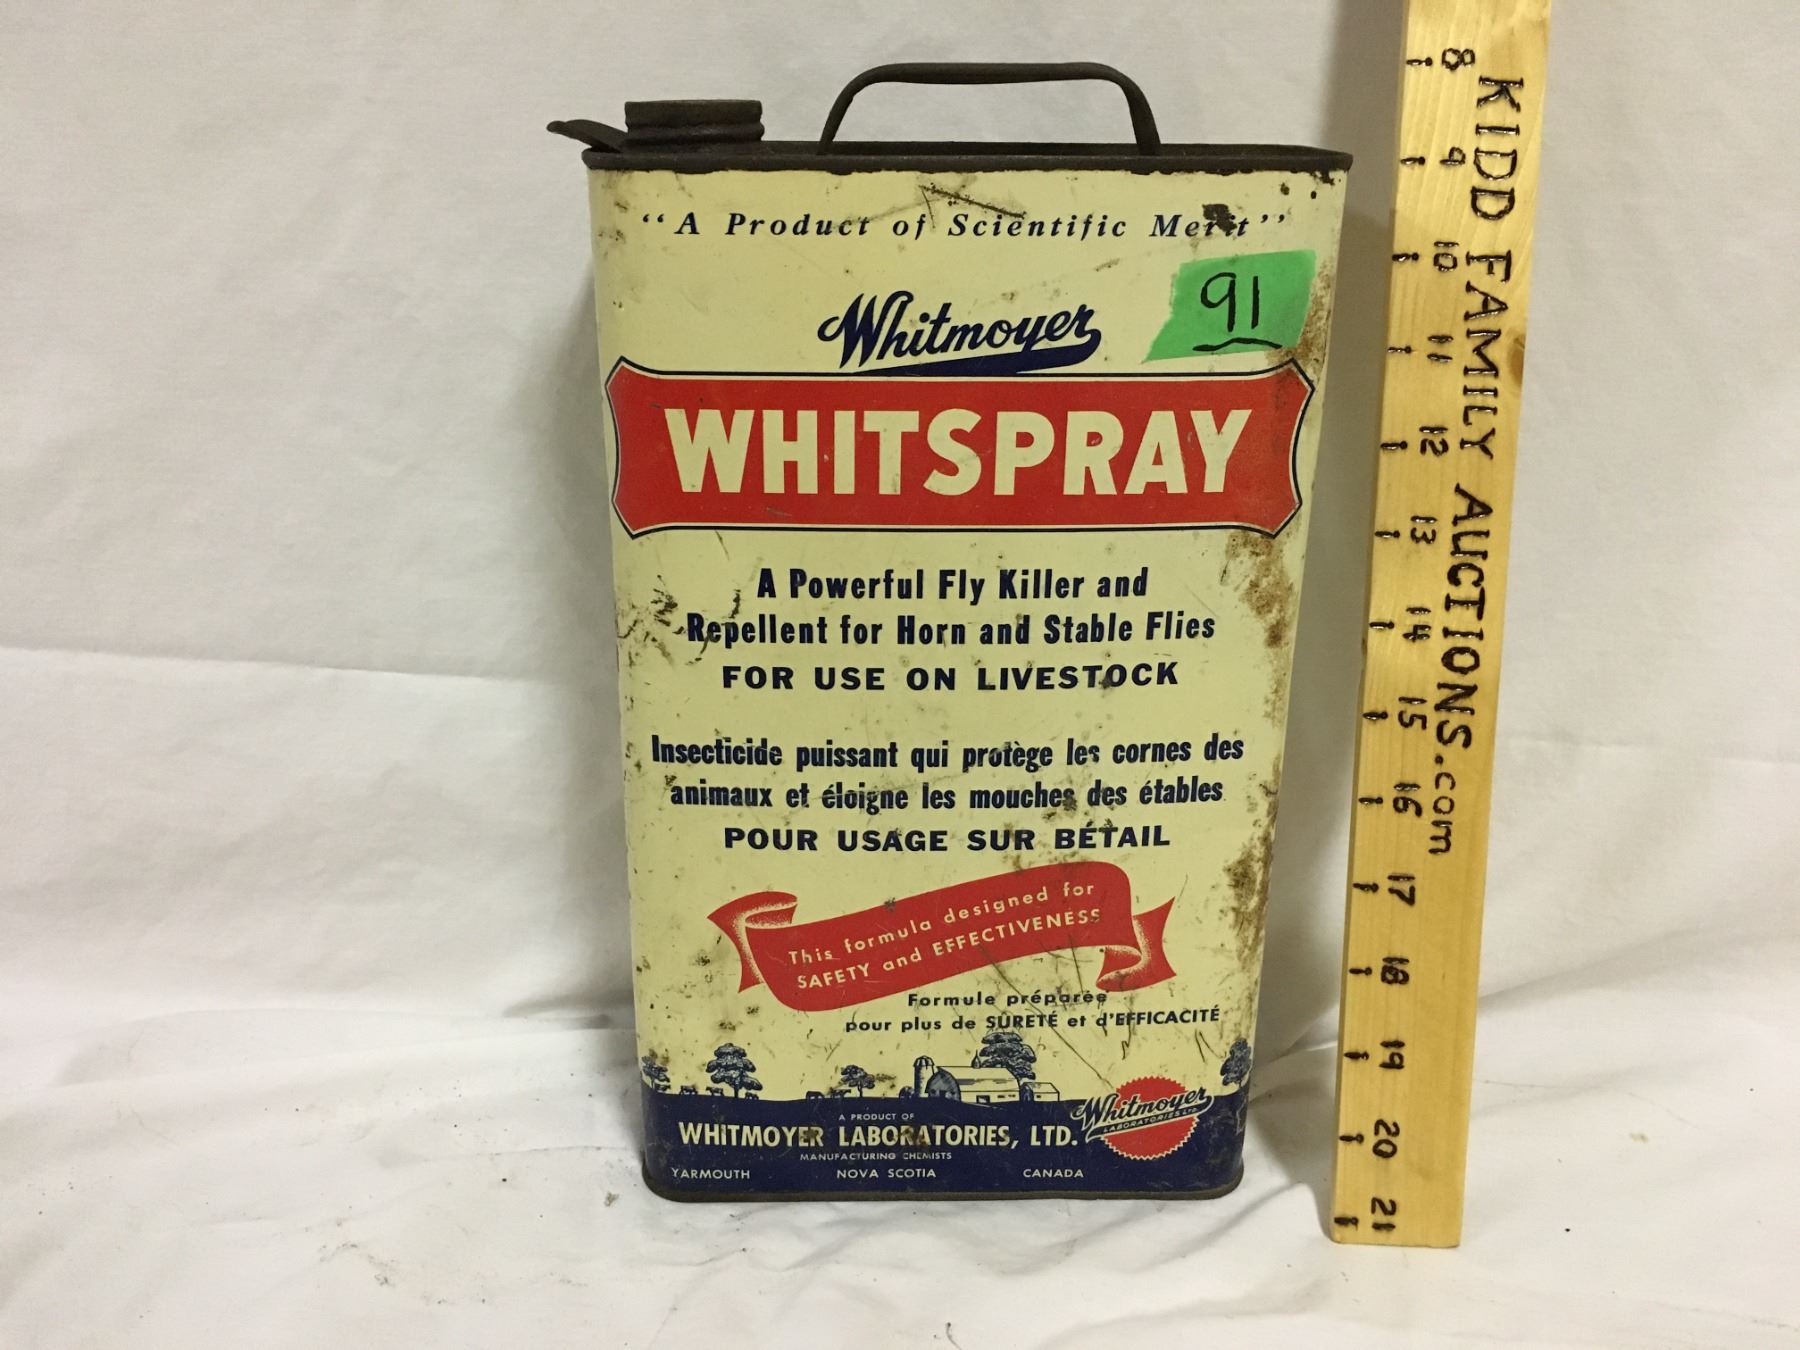 “A Product of Scientific Merit”
91
Whitmoyer
WHITSPRAY
A Powerful Fly Killer and
Repellent for Horn and Stable Flies
FOR USE ON LIVESTOCK
Insecticide puissant qui protège les cornes des
animaux et éloigne les mouches des étables
POUR USAGE SUR BÉTAIL
This formula designed for
SAFETY and EFFECTIVENESS
Formule préparée
pour plus de SÛRETÉ et d'EFFICACITÉ
A PRODUCT OF
WHITMOYER LABORATORIES, LTD.
MANUFACTURING CHEMISTS
YARMOUTH NOVA SCOTIA CANADA
Whitmoyer
LABORATORIES LTD.
KIDD FAMILY AUCTIONS.com
8
9
10
11
12
13
14
15
16
17
18
19
20
21